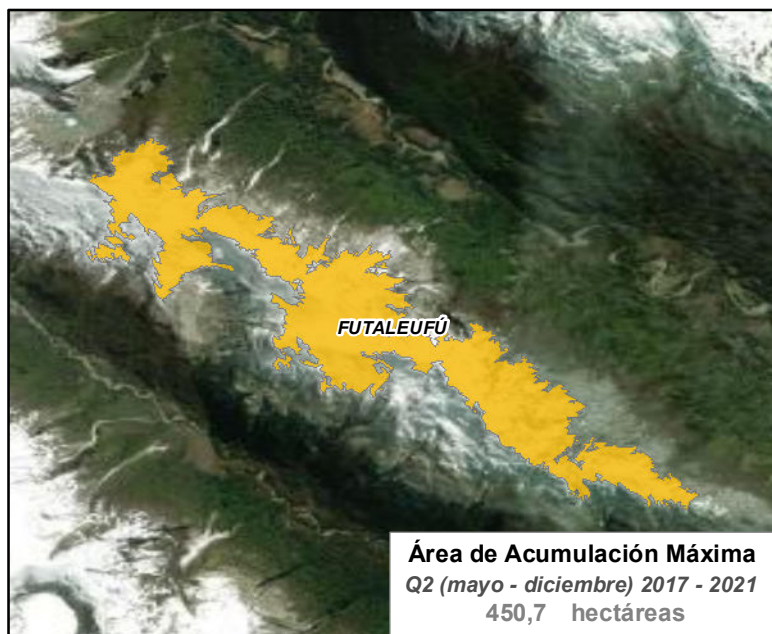 FUTALEUFÚ
Área de Acumulación Máxima
Q2 (mayo - diciembre) 2017 - 2021
450,7 hectáreas